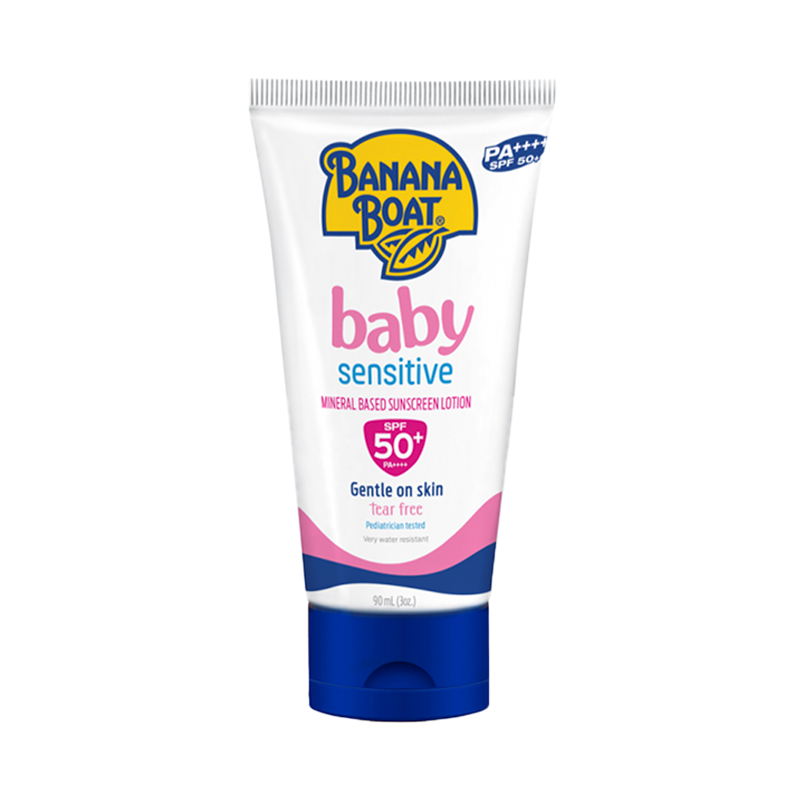 BANANA
BOAT®
PA++++
SPF 50+
baby
sensitive
MINERAL BASED SUNSCREEN LOTION
SPF
50+
PA++++
Gentle on skin
Tear free
Pediatrician tested
Very water resistant
90 mL (3oz.)